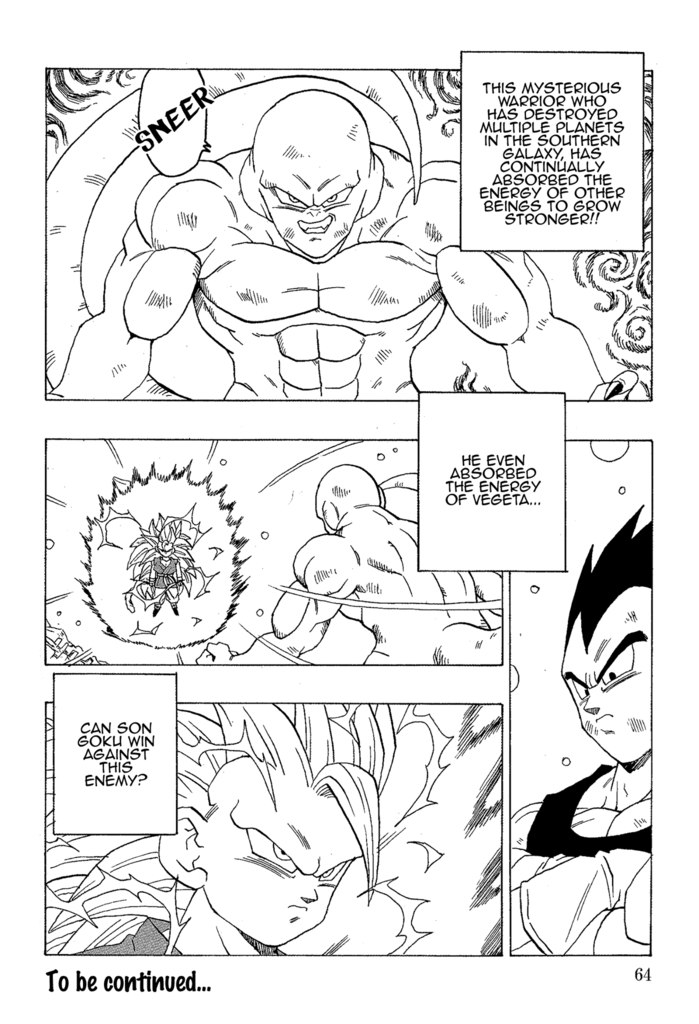 THIS MYSTERIOUS
WARRIOR WHO
HAS DESTROYED
MULTIPLE PLANETS
IN THE SOUTHERN
GALAXY, HAS
CONTINUALLY
ABSORBED THE
ENERGY OF OTHER
BEINGS TO GROW
STRONGER!!
SNEER
HE EVEN
ABSORBED
THE ENERGY
OF VEGETA...
CAN SON
GOKU WIN
AGAINST
THIS
ENEMY?
To be continued...
64